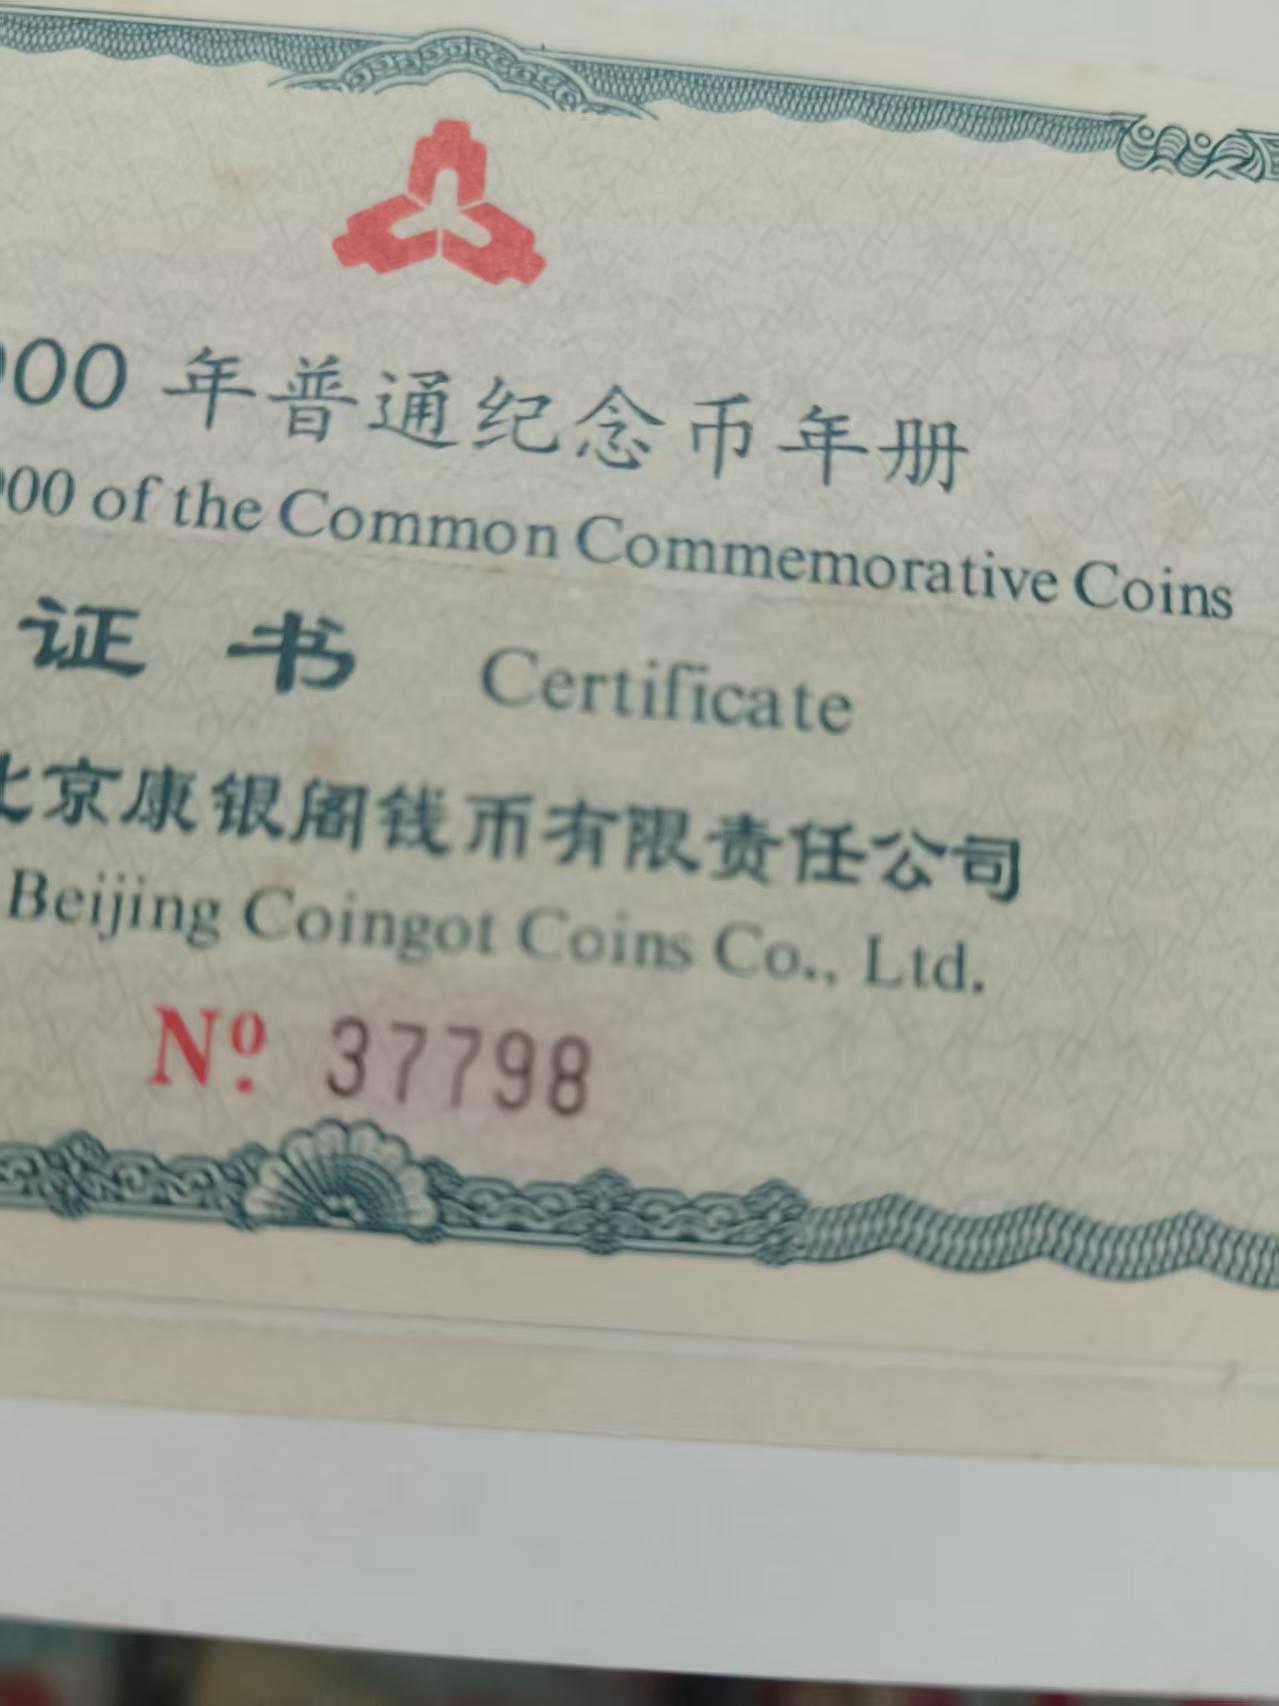 00 年普通纪念币年册
00 of the Common Commemorative Coins
证书 Certificate
北京康银阁钱币有限责任公司
Beijing Coingot Coins Co., Ltd.
Nº. 37798